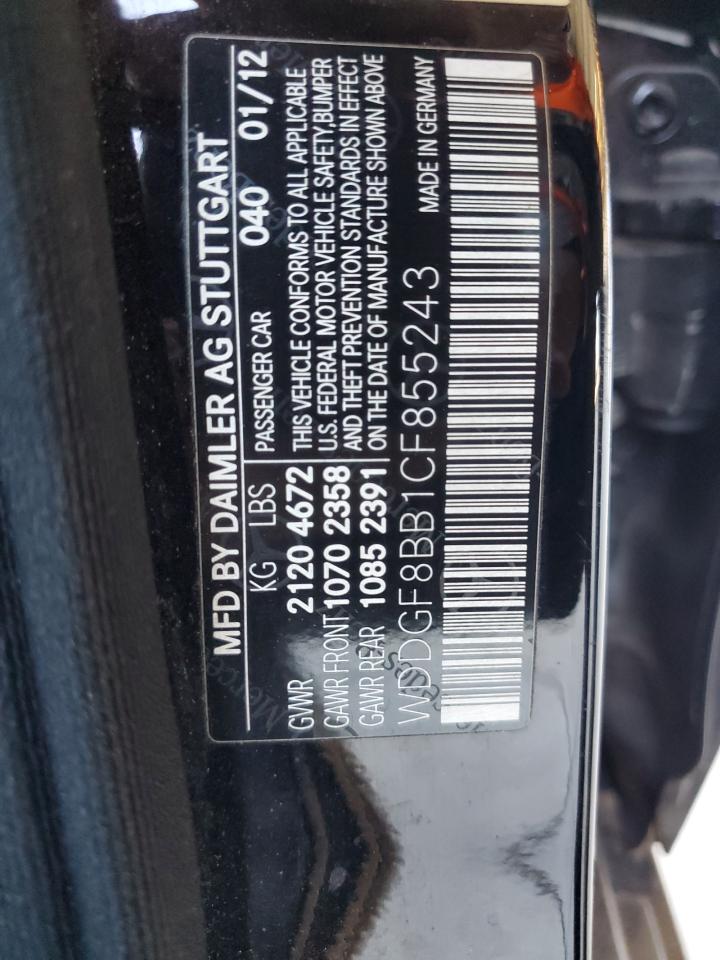 MFD BY DAIMLER AG STUTTGART
KG LBS PASSENGER CAR 040 01/12
GVWR 2120 4672 THIS VEHICLE CONFORMS TO ALL APPLICABLE
GAWR FRONT 1070 2358 U.S. FEDERAL MOTOR VEHICLE SAFETY, BUMPER
AND THEFT PREVENTION STANDARDS IN EFFECT
GAWR REAR 1085 2391 ON THE DATE OF MANUFACTURE SHOWN ABOVE
WDDGF8BB1CF855243 MADE IN GERMANY